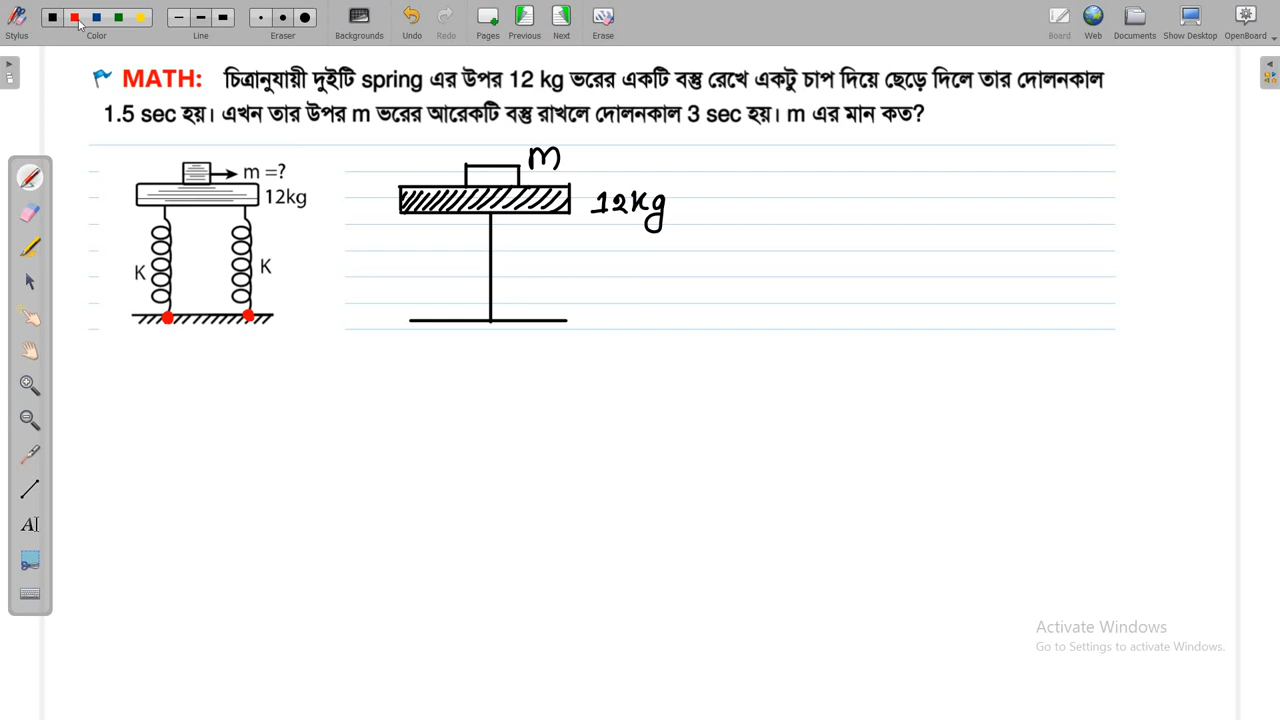 Stylus
Color
Line
Eraser
Backgrounds
Undo
Redo
Pages
Previous
Next
Erase
Board
Web
Documents
Show Desktop
OpenBoard
MATH: চিত্রানুযায়ী দুইটি spring এর উপর 12 kg ভরের একটি বস্তু রেখে একটু চাপ দিয়ে ছেড়ে দিলে তার দোলনকাল
1.5 sec হয়। এখন তার উপর m ভরের আরেকটি বস্তু রাখলে দোলনকাল 3 sec হয়। m এর মান কত?
m =?
12kg
K
K
m
12kg
AI
Activate Windows
Go to Settings to activate Windows.